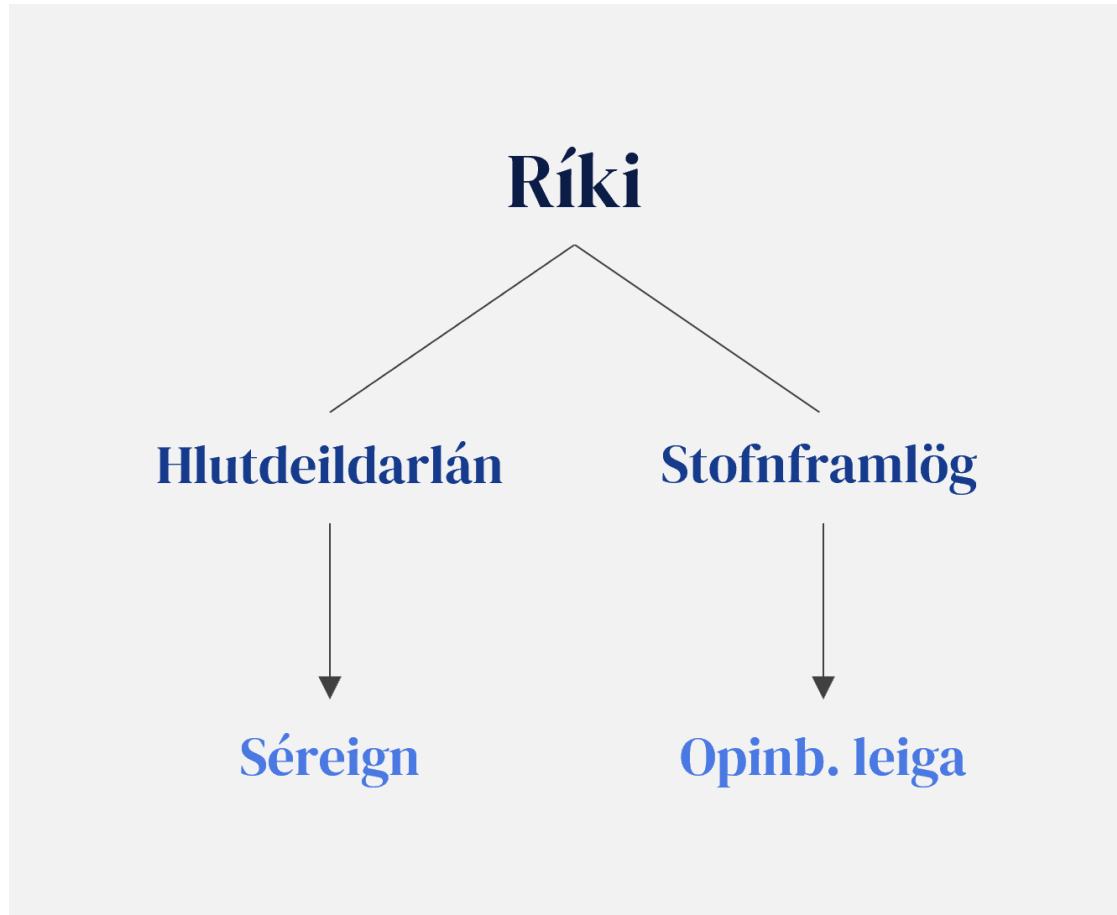 Ríki
Hlutdeildarlán
Stofnframlög
Séreign
Opinb. leiga